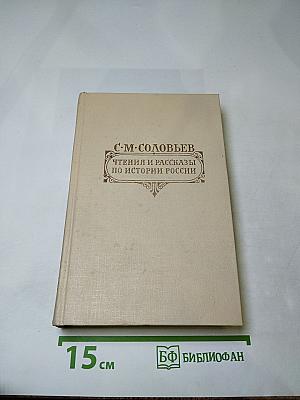 С·М·СОЛОВЬЕВ
ЧТЕНИЯ И РАССКАЗЫ
ПО ИСТОРИИ РОССИИ
15 см
БФ БИБЛИОФАН